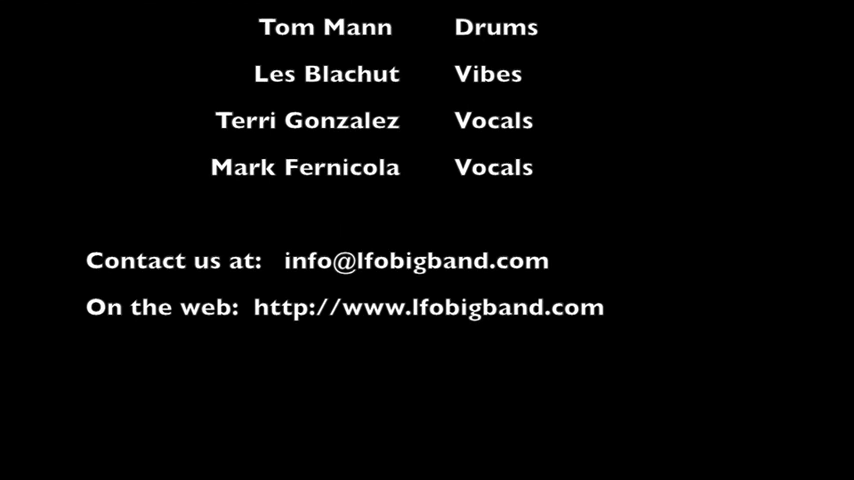 Tom Mann Drums
Les Blachut Vibes
Terri Gonzalez Vocals
Mark Fernicola Vocals
Contact us at: info@lfobigband.com
On the web: http://www.lfobigband.com